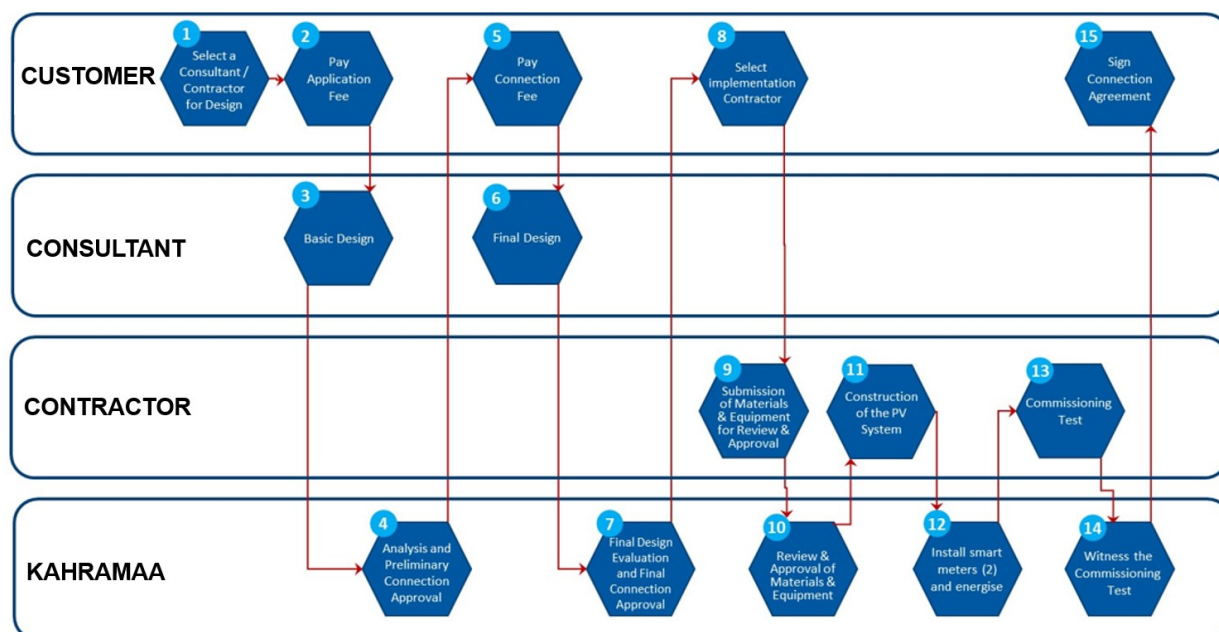 CUSTOMER
1
Select a
Consultant /
Contractor
for Design
2
Pay
Application
Fee
5
Pay
Connection
Fee
8
Select
implementation
Contractor
15
Sign
Connection
Agreement
CONSULTANT
3
Basic Design
6
Final Design
CONTRACTOR
9
Submission
of Materials
& Equipment
for Review &
Approval
11
Construction
of the PV
System
13
Commissioning
Test
KAHRAMAA
4
Analysis and
Preliminary
Connection
Approval
7
Final Design
Evaluation
and Final
Connection
Approval
10
Review &
Approval of
Materials &
Equipment
12
Install smart
meters (2)
and energise
14
Witness the
Commissioning
Test